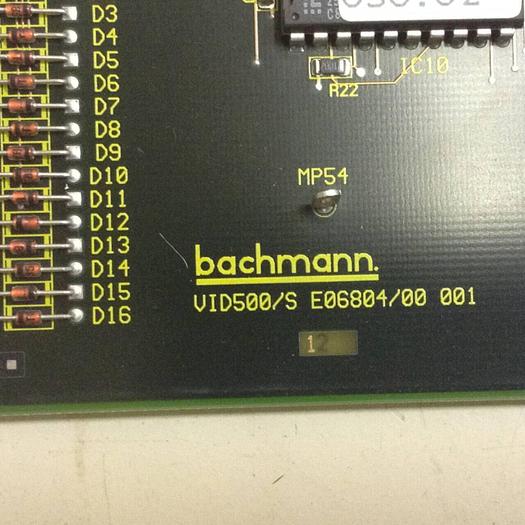 D3
D4
D5
D6
D7
D8
D9
D10
D11
D12
D13
D14
D15
D16
IC10
R22
MP54
bachmann.
VID500/S E06804/00 001
12